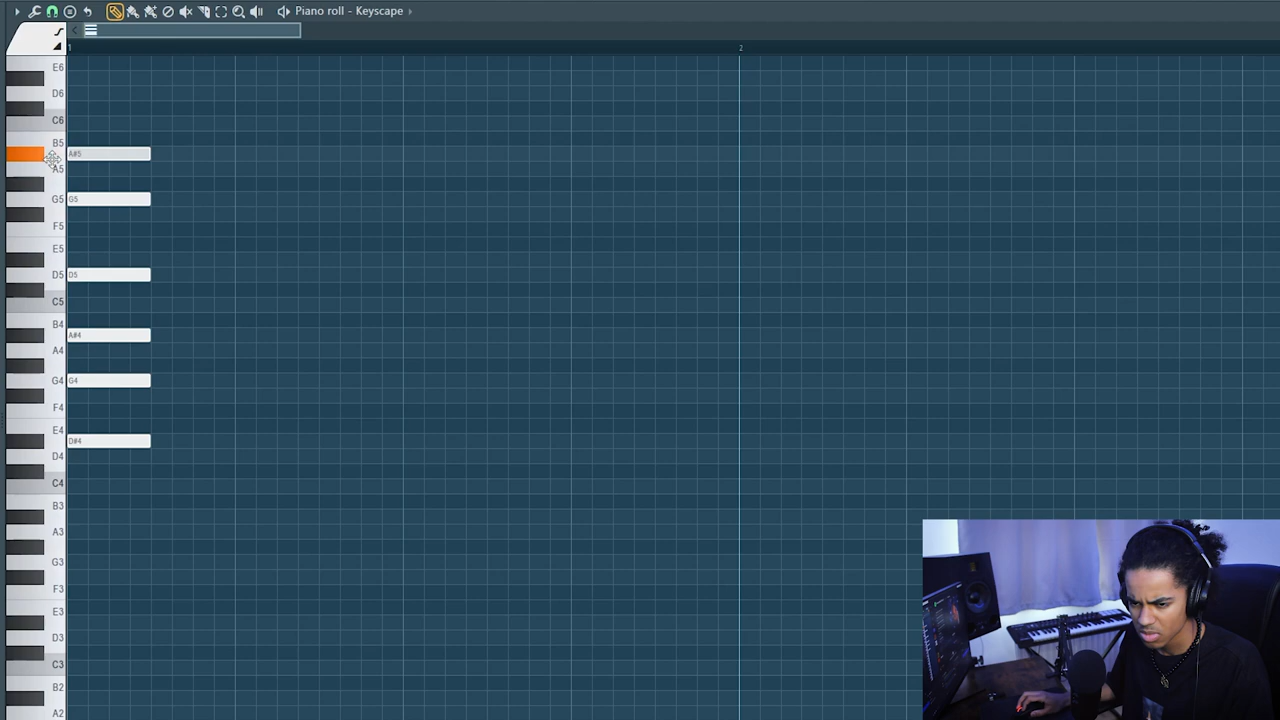 Piano roll - Keyscape
1 2
E6
D6
C6
B5
A#5
A5
G5 G5
F5
E5
D5 D5
C5
B4
A#4
A4
G4 G4
F4
E4
D#4
D4
C4
B3
A3
G3
F3
E3
D3
C3
B2
A2